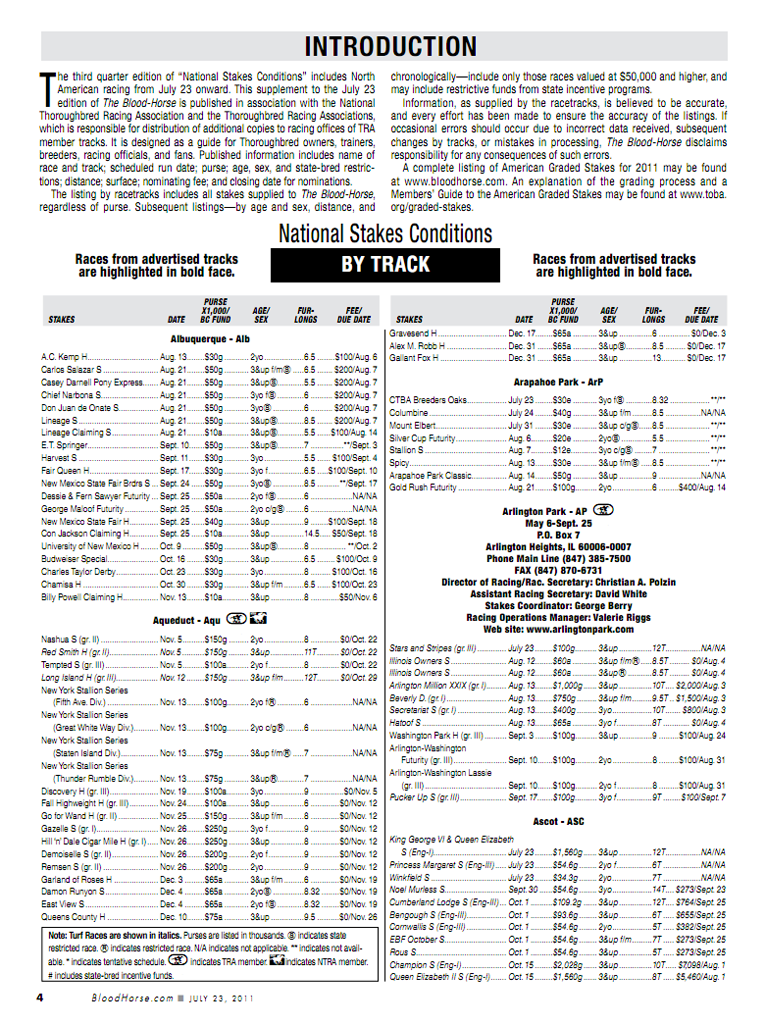 INTRODUCTION
The third quarter edition of “National Stakes Conditions” includes North
American racing from July 23 onward. This supplement to the July 23
edition of The Blood-Horse is published in association with the National
Thoroughbred Racing Association and the Thoroughbred Racing Associations,
which is responsible for distribution of additional copies to racing offices of TRA
member tracks. It is designed as a guide for Thoroughbred owners, trainers,
breeders, racing officials, and fans. Published information includes name of
race and track; scheduled run date; purse; age, sex, and state-bred restric-
tions; distance; surface; nominating fee; and closing date for nominations.
The listing by racetracks includes all stakes supplied to The Blood-Horse,
regardless of purse. Subsequent listings—by age and sex, distance, and
chronologically—include only those races valued at $50,000 and higher, and
may include restrictive funds from state incentive programs.
Information, as supplied by the racetracks, is believed to be accurate,
and every effort has been made to ensure the accuracy of the listings. If
occasional errors should occur due to incorrect data received, subsequent
changes by tracks, or mistakes in processing, The Blood-Horse disclaims
responsibility for any consequences of such errors.
A complete listing of American Graded Stakes for 2011 may be found
at www.bloodhorse.com. An explanation of the grading process and a
Members’ Guide to the American Graded Stakes may be found at www.toba.
org/graded-stakes.
National Stakes Conditions
Races from advertised tracks
are highlighted in bold face.
BY TRACK
Races from advertised tracks
are highlighted in bold face.
PURSE
X1,000/ AGE/ FUR- FEE/
STAKES DATE BC FUND SEX LONGS DUE DATE
Albuquerque - Alb
A.C. Kemp H Aug. 13 $30g 2yo 6.5 $100/Aug. 6
Carlos Salazar S Aug. 21 $50g 3&up f/mⓈ 6.5 $200/Aug. 7
Casey Darnell Pony Express Aug. 21 $50g 3&upⓈ 5.5 $200/Aug. 7
Chief Narbona S Aug. 21 $50g 3yo fⓈ 6 $200/Aug. 7
Don Juan de Onate S Aug. 21 $50g 3yoⓈ 6 $200/Aug. 7
Lineage S Aug. 21 $50g 3&upⓈ 8.5 $200/Aug. 7
Lineage Claiming S Aug. 21 $10a 3&upⓈ 5.5 $100/Aug. 14
E.T. Springer Sept. 10 $50g 3&upⓈ 7 **/Sept. 3
Harvest S Sept. 11 $30g 3yo 5.5 $100/Sept. 4
Fair Queen H Sept. 17 $30g 3yo f 6.5 $100/Sept. 10
New Mexico State Fair Brdrs S Sept. 24 $50g 3yoⓈ 8.5 **/Sept. 17
Dessie & Fern Sawyer Futurity Sept. 25 $50a 2yo fⓈ 6 NA/NA
George Maloof Futurity Sept. 25 $50a 2yo c/gⓈ 6 NA/NA
New Mexico State Fair H Sept. 25 $40g 3&up 9 $100/Sept. 18
Con Jackson Claiming H Sept. 25 $10a 3&up 14.5 $50/Sept. 18
University of New Mexico H Oct. 9 $50g 3&upⓈ 8 **/Oct. 2
Budweiser Special Oct. 16 $30g 3&up 6.5 $100/Oct. 9
Charles Taylor Derby Oct. 23 $30g 3yo 8 $100/Oct. 16
Chamisa H Oct. 30 $30g 3&up f/m 6.5 $100/Oct. 23
Billy Powell Claiming H Nov. 13 $10a 3&up 8 $50/Nov. 6
Aqueduct - Aqu
Nashua S (gr. II) Nov. 5 $150g 2yo 8 $0/Oct. 22
Red Smith H (gr. II) Nov. 5 $150g 3&up 11T $0/Oct. 22
Tempted S (gr. III) Nov. 5 $100a 2yo f 8 $0/Oct. 22
Long Island H (gr. III) Nov. 12 $150g 3&up f/m 12T $0/Oct. 29
New York Stallion Series
(Fifth Ave. Div.) Nov. 13 $100g 2yo fⓇ 6 NA/NA
New York Stallion Series
(Great White Way Div.) Nov. 13 $100g 2yo c/gⓇ 6 NA/NA
New York Stallion Series
(Staten Island Div.) Nov. 13 $75g 3&up f/mⓇ 7 NA/NA
New York Stallion Series
(Thunder Rumble Div.) Nov. 13 $75g 3&upⓇ 7 NA/NA
Discovery H (gr. III) Nov. 19 $100a 3yo 9 $0/Nov. 5
Fall Highweight H (gr. III) Nov. 24 $100a 3&up 6 $0/Nov. 12
Go for Wand H (gr. II) Nov. 25 $150g 3&up f/m 8 $0/Nov. 12
Gazelle S (gr. I) Nov. 26 $250g 3yo f 9 $0/Nov. 12
Hill ‘n’ Dale Cigar Mile H (gr. I) Nov. 26 $250g 3&up 8 $0/Nov. 12
Demoiselle S (gr. II) Nov. 26 $200g 2yo f 9 $0/Nov. 12
Remsen S (gr. II) Nov. 26 $200g 2yo 9 $0/Nov. 12
Garland of Roses H Dec. 3 $65a 3&up f/m 6 $0/Nov. 19
Damon Runyon S Dec. 4 $65a 2yoⓈ 8.32 $0/Nov. 19
East View S Dec. 4 $65a 2yo fⓈ 8.32 $0/Nov. 19
Queens County H Dec. 10 $75a 3&up 9.5 $0/Nov. 26
Note: Turf Races are shown in italics. Purses are listed in thousands. Ⓢ indicates state
restricted race. Ⓡ indicates restricted race. N/A indicates not applicable. ** indicates not avail-
able. * indicates tentative schedule. indicates TRA member. indicates NTRA member.
# includes state-bred incentive funds.
PURSE
X1,000/ AGE/ FUR- FEE/
STAKES DATE BC FUND SEX LONGS DUE DATE
Gravesend H Dec. 17 $65a 3&up 6 $0/Dec. 3
Alex M. Robb H Dec. 31 $65a 3&upⓈ 8.5 $0/Dec. 17
Gallant Fox H Dec. 31 $65a 3&up 13 $0/Dec. 17
Arapahoe Park - ArP
CTBA Breeders Oaks July 23 $30e 3yo fⓈ 8.32 **/**
Columbine July 24 $40g 3&up f/m 8.5 NA/NA
Mount Elbert July 31 $30e 3&up c/gⓈ 8.5 **/**
Silver Cup Futurity Aug. 6 $20e 2yoⓈ 5.5 **/**
Stallion S Aug. 7 $12e 3yo c/gⓈ 7 **/**
Spicy Aug. 13 $30e 3&up f/mⓈ 8.5 **/**
Arapahoe Park Classic Aug. 14 $50g 3&up 9 NA/NA
Gold Rush Futurity Aug. 21 $100g 2yo 6 $400/Aug. 14
Arlington Park - AP
May 6-Sept. 25
P.O. Box 7
Arlington Heights, IL 60006-0007
Phone Main Line (847) 385-7500
FAX (847) 870-6731
Director of Racing/Rac. Secretary: Christian A. Polzin
Assistant Racing Secretary: David White
Stakes Coordinator: George Berry
Racing Operations Manager: Valerie Riggs
Web site: www.arlingtonpark.com
Stars and Stripes (gr. III) July 23 $100g 3&up 12T NA/NA
Illinois Owners S Aug. 12 $60a 3&up f/mⓇ 8.5T $0/Aug. 4
Illinois Owners S Aug. 12 $60a 3&upⓇ 8.5T $0/Aug. 4
Arlington Million XXIX (gr. I) Aug. 13 $1,000g 3&up 10T $2,000/Aug. 3
Beverly D. (gr. I) Aug. 13 $750g 3&up f/m 9.5T $1,500/Aug. 3
Secretariat S (gr. I) Aug. 13 $400g 3yo 10T $800/Aug. 3
Hatoof S Aug. 13 $65a 3yo f 8T $0/Aug. 4
Washington Park H (gr. III) Sept. 3 $100g 3&up 9 $100/Aug. 24
Arlington-Washington
Futurity (gr. III) Sept. 10 $100g 2yo 8 $100/Aug. 31
Arlington-Washington Lassie
(gr. III) Sept. 10 $100g 2yo f 8 $100/Aug. 31
Pucker Up S (gr. III) Sept. 17 $100g 3yo f 9T $100/Sept. 7
Ascot - ASC
King George VI & Queen Elizabeth
S (Eng-I) July 23 $1,560g 3&up 12T NA/NA
Princess Margaret S (Eng-III) July 23 $54.6g 2yo f 6T NA/NA
Winkfield S July 23 $34.3g 2yo 7T NA/NA
Noel Murless S Sept. 30 $54.6g 3yo 14T $273/Sept. 23
Cumberland Lodge S (Eng-III) Oct. 1 $109.2g 3&up 12T $764/Sept. 25
Bengough S (Eng-III) Oct. 1 $93.6g 3&up 6T $655/Sept. 25
Cornwallis S (Eng-III) Oct. 1 $54.6g 2yo 5T $382/Sept. 25
EBF October S Oct. 1 $54.6g 3&up f/m 7T $273/Sept. 25
Rous S Oct. 1 $54.6g 3&up 5T $273/Sept. 25
Champion S (Eng-I) Oct. 15 $2,028g 3&up 10T $7,098/Aug. 1
Queen Elizabeth II S (Eng-I) Oct. 15 $1,560g 3&up 8T $5,460/Aug. 1
4 BloodHorse.com ■ JULY 23, 2011